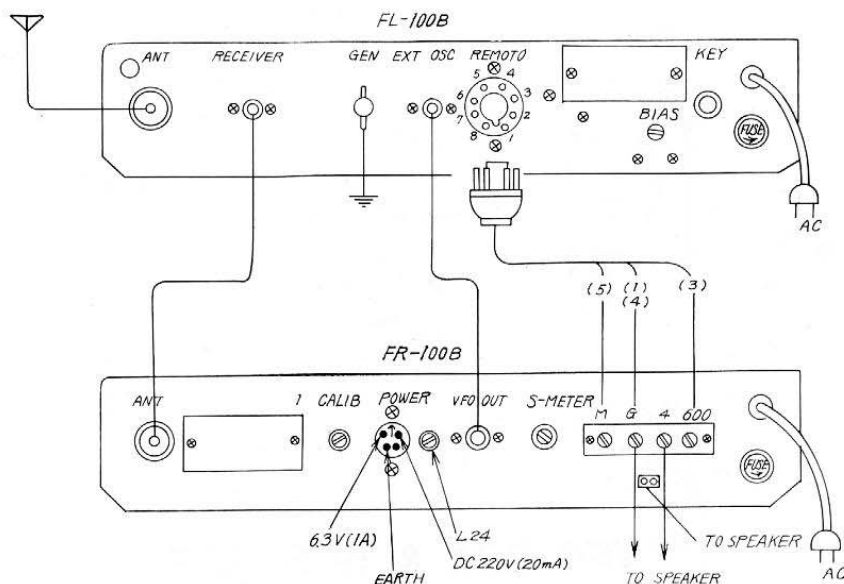 FL-100B
ANT RECEIVER GEN EXT OSC REMOTO KEY
5 4
6 3
7 2
8 1
BIAS
FUSE
AC
(5) (1) (3)
(4)
FR-100B
ANT 1 CALIB POWER VFO OUT S-METER M G 4 600
FUSE
6.3V(1A) L24 TO SPEAKER
DC 220V(20mA)
EARTH TO SPEAKER AC